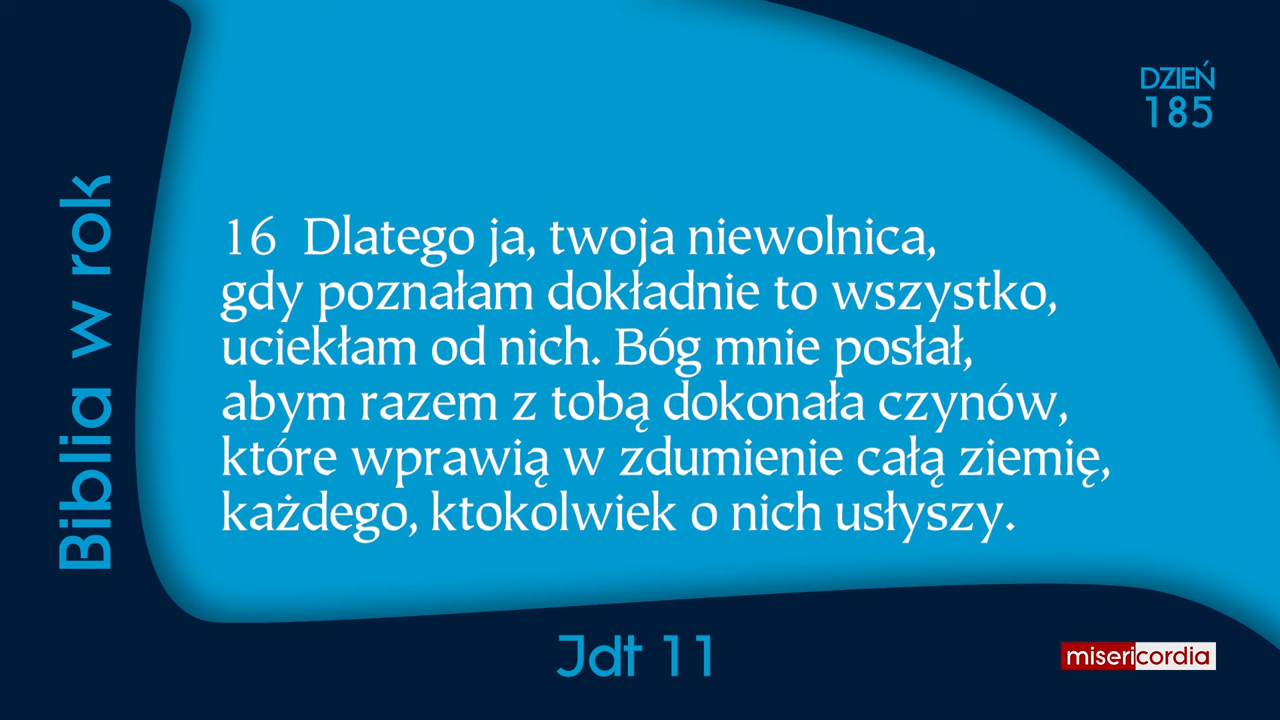 Biblia w rok
DZIEŃ
185
16 Dlatego ja, twoja niewolnica,
gdy poznałam dokładnie to wszystko,
uciekłam od nich. Bóg mnie posłał,
abym razem z tobą dokonała czynów,
które wprawią w zdumienie całą ziemię,
każdego, ktokolwiek o nich usłyszy.
Jdt 11
misericordia